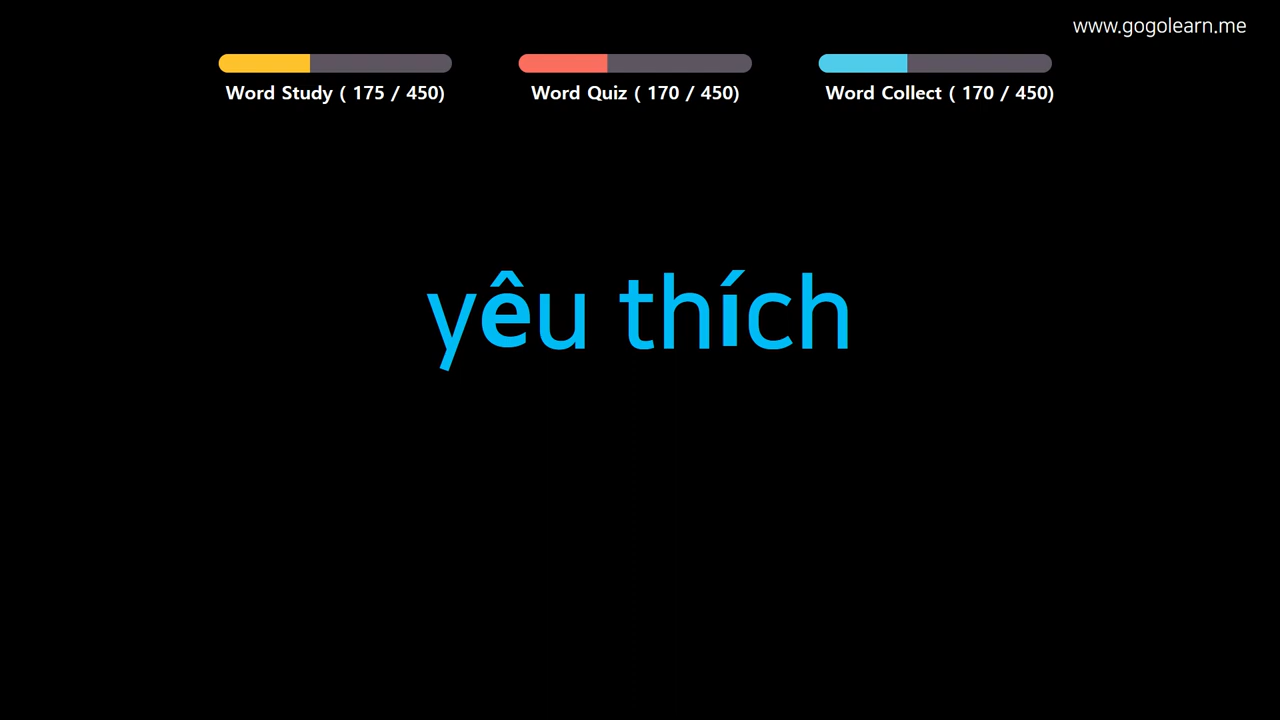 www.gogolearn.me
Word Study ( 175 / 450)
Word Quiz ( 170 / 450)
Word Collect ( 170 / 450)
yêu thích